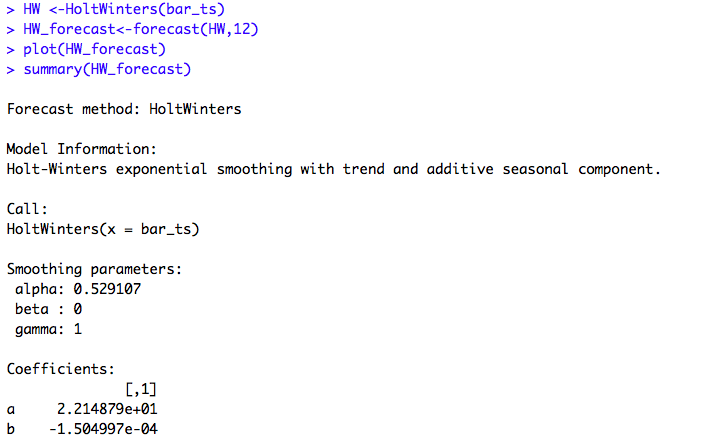 > HW <-HoltWinters(bar_ts)
> HW_forecast<-forecast(HW,12)
> plot(HW_forecast)
> summary(HW_forecast)
Forecast method: HoltWinters
Model Information:
Holt-Winters exponential smoothing with trend and additive seasonal component.
Call:
HoltWinters(x = bar_ts)
Smoothing parameters:
 alpha: 0.529107
 beta : 0
 gamma: 1
Coefficients:
              [,1]
a     2.214879e+01
b    -1.504997e-04